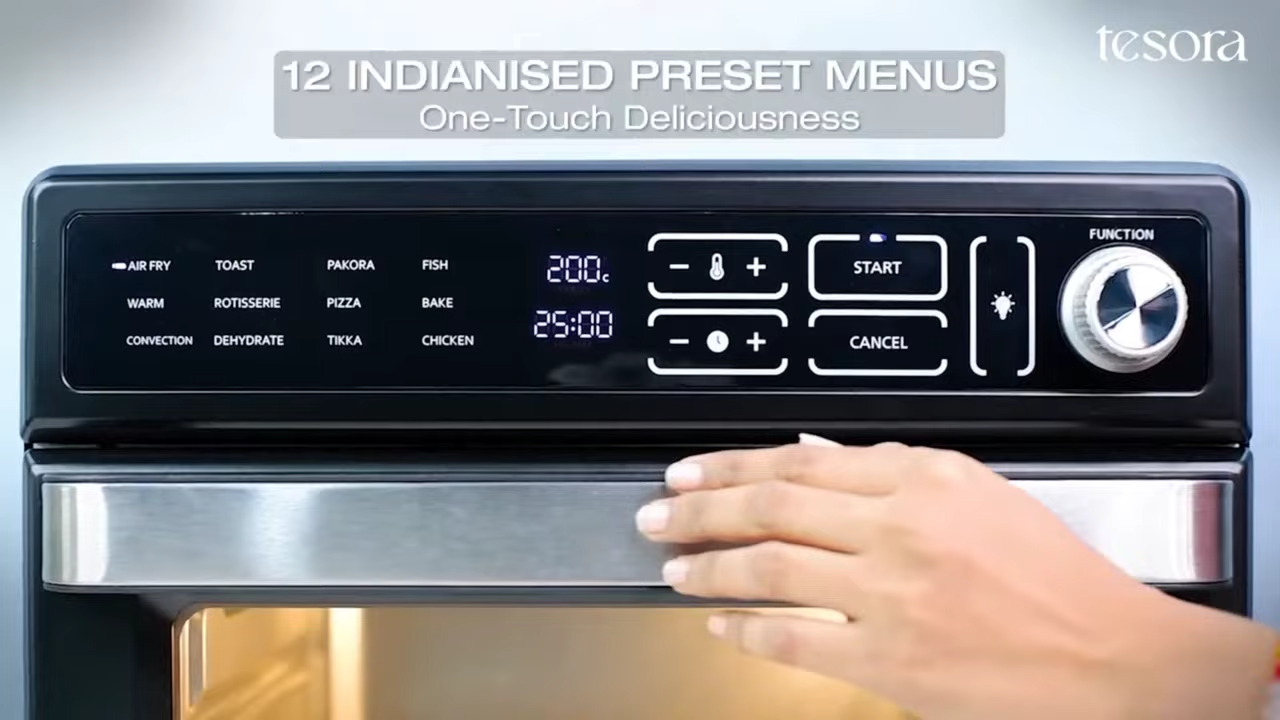 tesora
12 INDIANISED PRESET MENUS
One-Touch Deliciousness
AIR FRY TOAST PAKORA FISH
WARM ROTISSERIE PIZZA BAKE
CONVECTION DEHYDRATE TIKKA CHICKEN
200c
25:00
− +
− +
START
CANCEL
FUNCTION